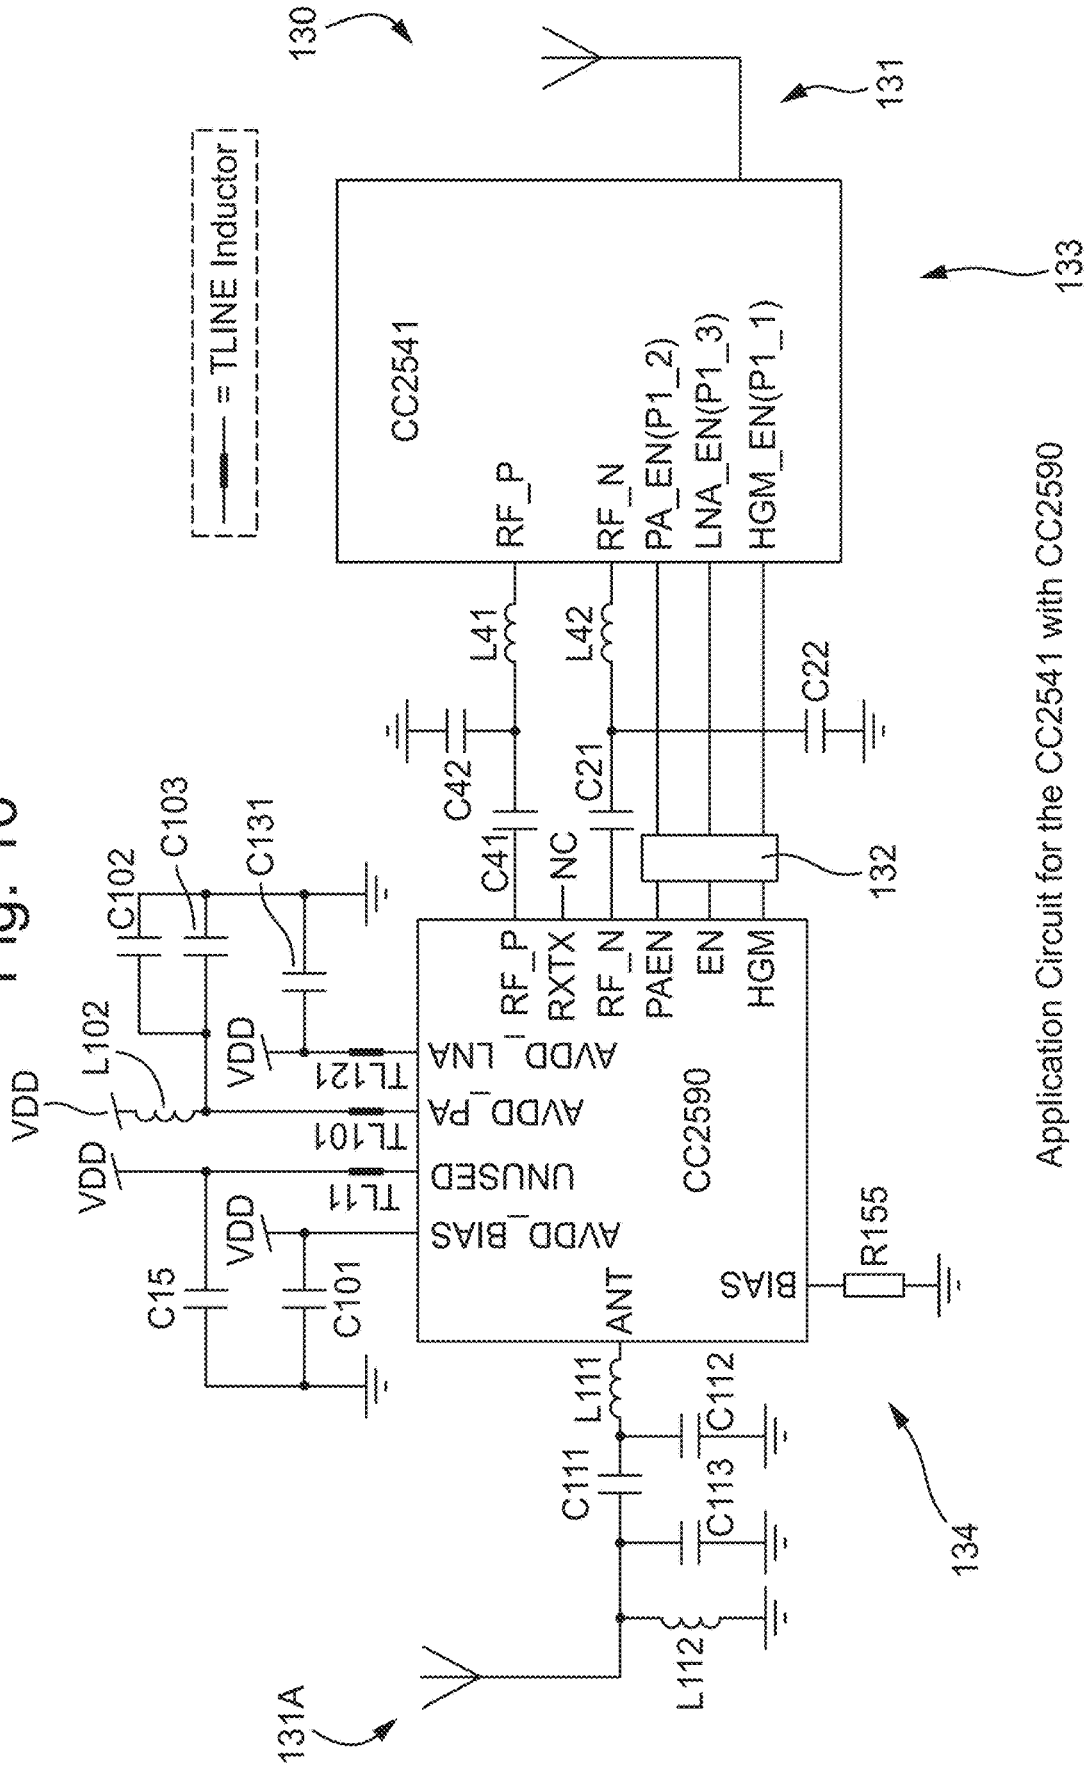 130
= TLINE Inductor
131
133
CC2541
RF_P
RF_N
PA_EN(P1_2)
LNA_EN(P1_3)
HGM_EN(P1_1)
L41
L42
C42
C41
C21
C22
NC
132
C102
C103
C131
VDD
L102
VDD
VDD
VDD
TL121
TL101
TL11
C15
C101
AVDD_LNA
AVDD_PA
UNUSED
AVDD_BIAS
RF_P
RXTX
RF_N
PAEN
EN
HGM
CC2590
ANT
BIAS
R155
L111
C111
C112
C113
L112
131A
134
Application Circuit for the CC2541 with CC2590